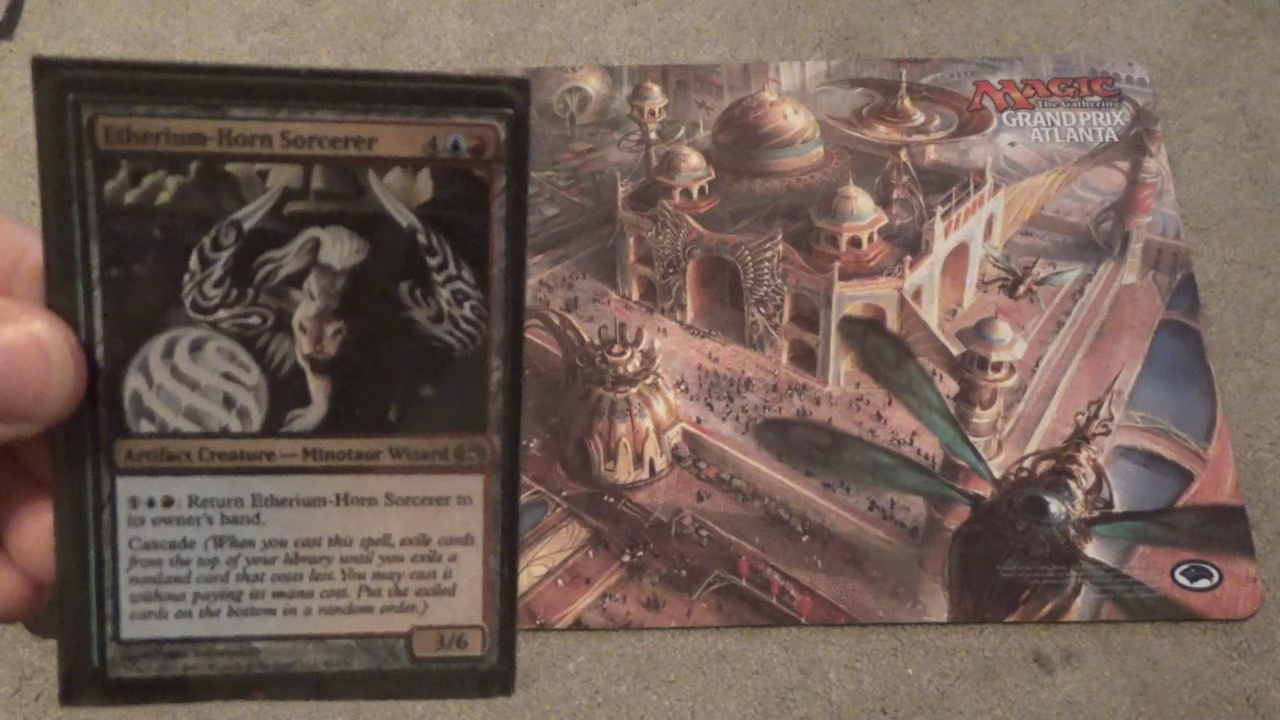 Etherium-Horn Sorcerer 4
Artifact Creature — Minotaur Wizard
: Return Etherium-Horn Sorcerer to
its owner's hand.
Cascade (When you cast this spell, exile cards
from the top of your library until you exile a
nonland card that costs less. You may cast it
without paying its mana cost. Put the exiled
cards on the bottom in a random order.)
3/6
MAGIC
The Gathering
GRAND PRIX
ATLANTA